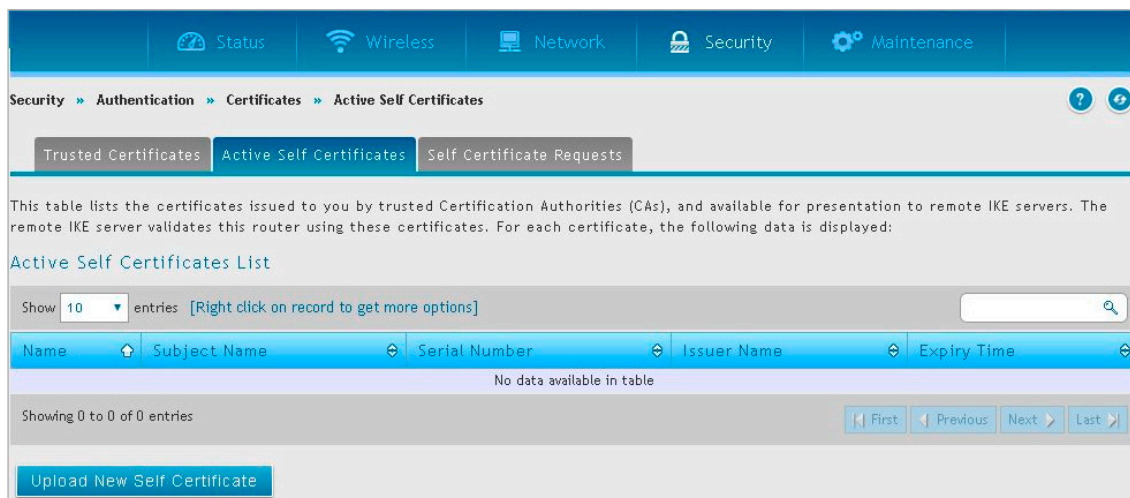 Status Wireless Network Security Maintenance
Security » Authentication » Certificates » Active Self Certificates
Trusted Certificates Active Self Certificates Self Certificate Requests
This table lists the certificates issued to you by trusted Certification Authorities (CAs), and available for presentation to remote IKE servers. The
remote IKE server validates this router using these certificates. For each certificate, the following data is displayed:
Active Self Certificates List
Show 10 entries [Right click on record to get more options]
Name Subject Name Serial Number Issuer Name Expiry Time
No data available in table
Showing 0 to 0 of 0 entries First Previous Next Last
Upload New Self Certificate